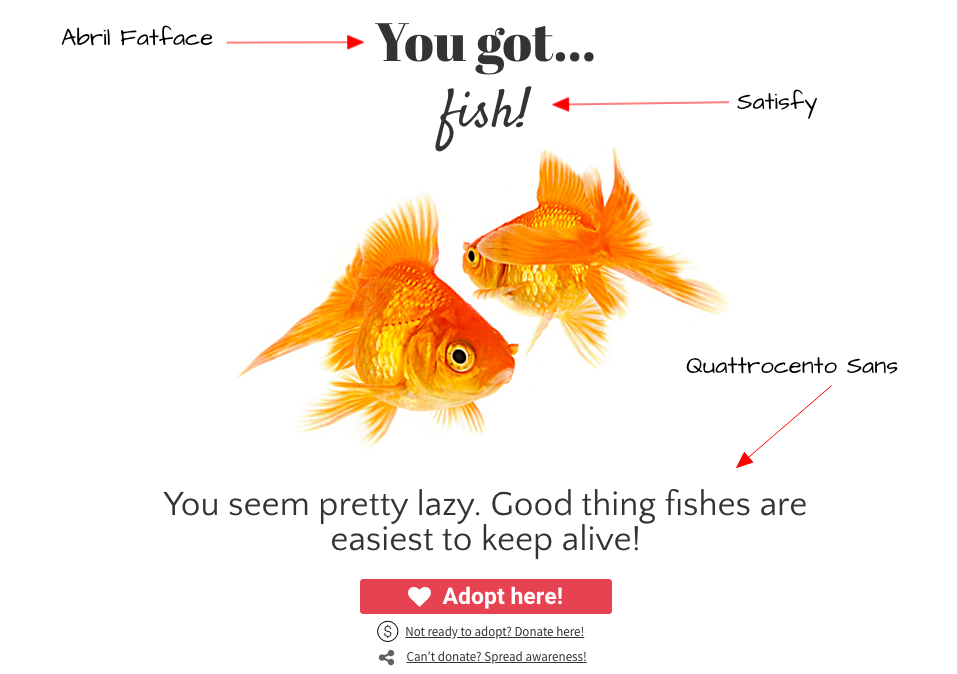 Abril Fatface
You got...
fish!
Satisfy
Quattrocento Sans
You seem pretty lazy. Good thing fishes are
easiest to keep alive!
Adopt here!
Not ready to adopt? Donate here!
Can't donate? Spread awareness!